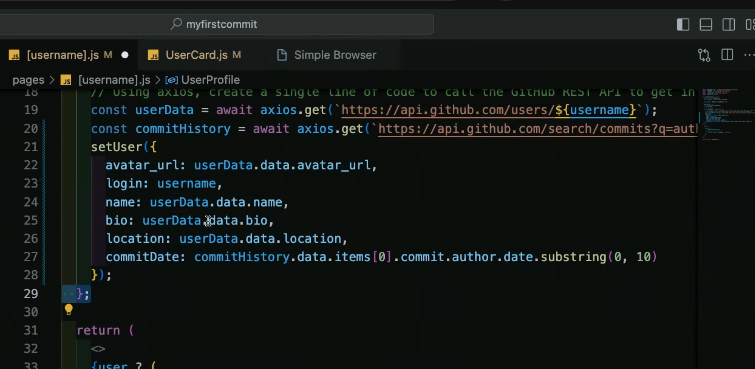 myfirstcommit
[username].js M
UserCard.js M
Simple Browser
pages > [username].js > UserProfile
18 // Using axios, create a single line of code to call the GitHub REST API to get in
19 const userData = await axios.get(`https://api.github.com/users/${username}`);
20 const commitHistory = await axios.get(`https://api.github.com/search/commits?q=auth
21 setUser({
22 avatar_url: userData.data.avatar_url,
23 login: username,
24 name: userData.data.name,
25 bio: userData.data.bio,
26 location: userData.data.location,
27 commitDate: commitHistory.data.items[0].commit.author.date.substring(0, 10)
28 });
29 };
30
31 return (
32 <>
33 {user ? (